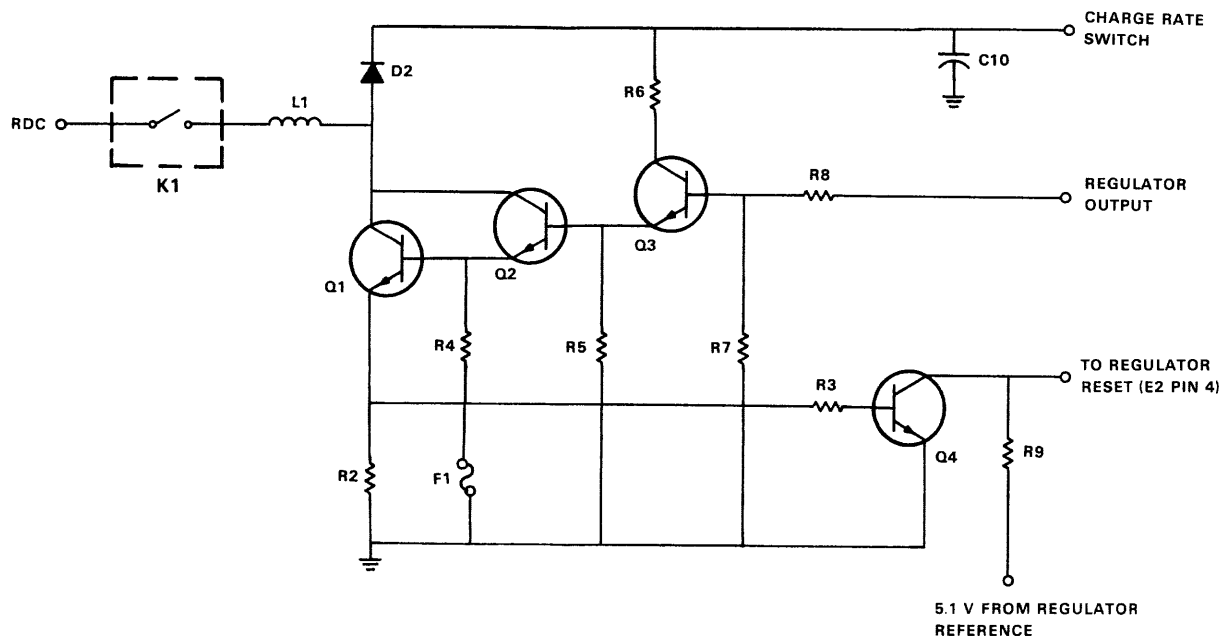 CHARGE RATE
SWITCH
C10
D2
R6
L1
RDC
K1
R8
REGULATOR
OUTPUT
Q3
Q2
Q1
R4
R5
R7
R3
TO REGULATOR
RESET (E2 PIN 4)
Q4
R9
R2
F1
5.1 V FROM REGULATOR
REFERENCE